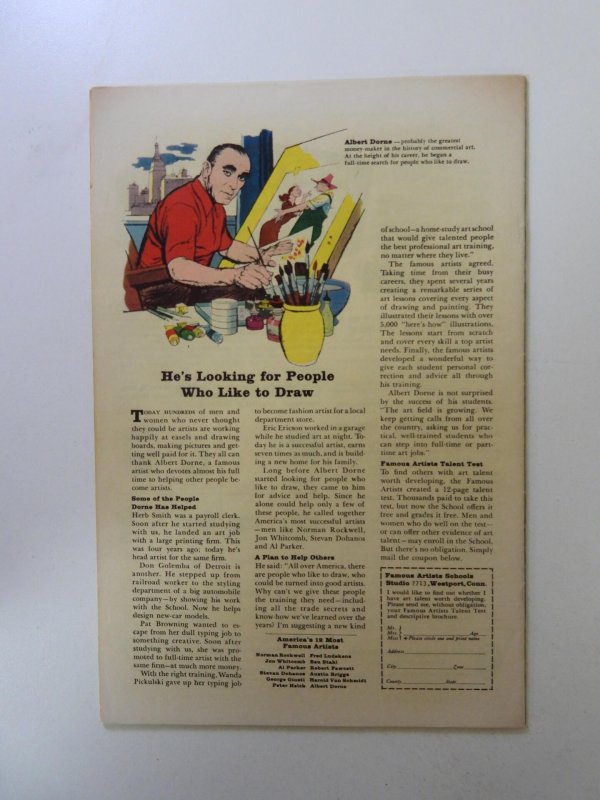 Albert Dorne — probably the greatest
money-maker in the history of commercial art.
At the height of his career, he began a
full-time search for people who like to draw.
He's Looking for People
Who Like to Draw
TODAY HUNDREDS of men and
women who never thought
they could be artists are working
happily at easels and drawing
boards, making pictures and get-
ting well paid for it. They all can
thank Albert Dorne, a famous
artist who devotes almost his full
time to helping other people be-
come artists.
Some of the People
Dorne Has Helped
Herb Smith was a payroll clerk.
Soon after he started studying
with us, he landed an art job
with a large printing firm. This
was four years ago; today he's
head artist for the same firm.
Don Golemba of Detroit is
another. He stepped up from
railroad worker to the styling
department of a big automobile
company—by showing his work
with the School. Now he helps
design new-car models.
Pat Browning wanted to es-
cape from her dull typing job to
something creative. Soon after
studying with us, she was pro-
moted to full-time artist with the
same firm—at much more money.
With the right training, Wanda
Pickulski gave up her typing job
to become fashion artist for a local
department store.
Eric Ericson worked in a garage
while he studied art at night. To-
day he is a successful artist, earns
seven times as much, and is build-
ing a new home for his family.
Long before Albert Dorne
started looking for people who
like to draw, they came to him
for advice and help. Since he
alone could help only a few of
these people, he called together
America's most successful artists
—men like Norman Rockwell,
Jon Whitcomb, Stevan Dohanos
and Al Parker.
A Plan to Help Others
He said: "All over America, there
are people who like to draw, who
could be turned into good artists.
Why can't we give these people
the training they need—includ-
ing all the trade secrets and
know-how we've learned over the
years? I'm suggesting a new kind
America's 12 Most
Famous Artists
Norman Rockwell Fred Ludekens
Jon Whitcomb Ben Stahl
Al Parker Robert Fawcett
Stevan Dohanos Austin Briggs
George Giusti Harold Von Schmidt
Peter Helck Albert Dorne
of school—a home-study art school
that would give talented people
the best professional art training,
no matter where they live."
The famous artists agreed.
Taking time from their busy
careers, they spent several years
creating a remarkable series of
art lessons covering every aspect
of drawing and painting. They
illustrated their lessons with over
5,000 "here's-how" illustrations.
The lessons start from scratch
and cover every skill a top artist
needs. Finally, the famous artists
developed a wonderful way to
give each student personal cor-
rection and advice all through
his training.
Albert Dorne is not surprised
by the success of his students.
"The art field is growing. We
keep getting calls from all over
the country, asking us for prac-
tical, well-trained students who
can step into full-time or part-
time art jobs."
Famous Artists Talent Test
To find others with art talent
worth developing, the Famous
Artists created a 12-page talent
test. Thousands paid to take this
test, but now the School offers it
free and grades it free. Men and
women who do well on the test—
or can offer other evidence of art
talent—may enroll in the School.
But there's no obligation. Simply
mail the coupon below.
Famous Artists Schools
Studio 7713, Westport, Conn.
I would like to find out whether I
have art talent worth developing.
Please send me, without obligation,
your Famous Artists Talent Test
and descriptive brochure.
Mr.
Mrs. Age
Miss Please circle one and print name
Address
City Zone
County State